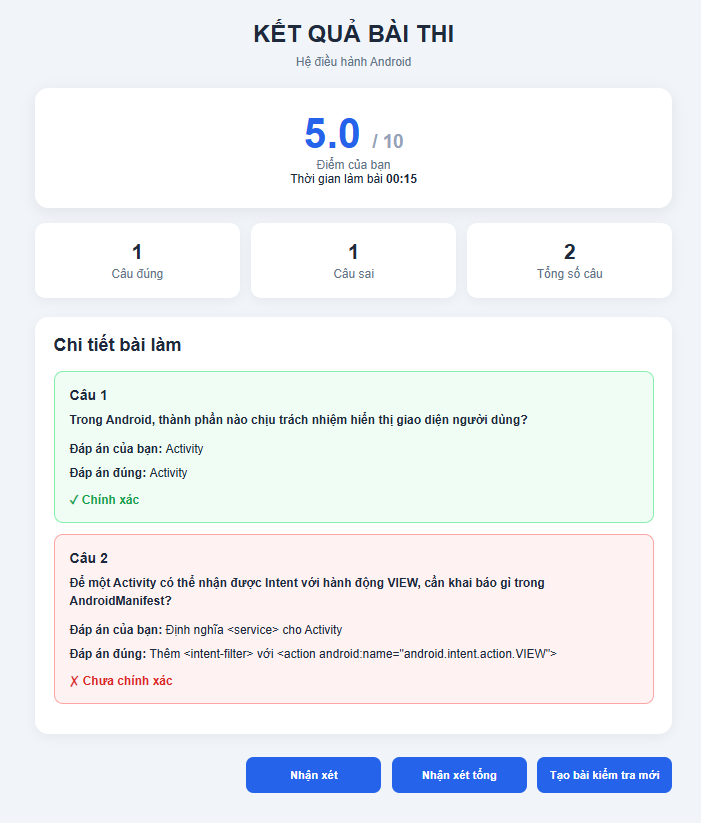 KẾT QUẢ BÀI THI
Hệ điều hành Android
5.0 / 10
Điểm của bạn
Thời gian làm bài 00:15
1
Câu đúng
1
Câu sai
2
Tổng số câu
Chi tiết bài làm
Câu 1
Trong Android, thành phần nào chịu trách nhiệm hiển thị giao diện người dùng?
Đáp án của bạn: Activity
Đáp án đúng: Activity
✓ Chính xác
Câu 2
Để một Activity có thể nhận được Intent với hành động VIEW, cần khai báo gì trong
AndroidManifest?
Đáp án của bạn: Định nghĩa <service> cho Activity
Đáp án đúng: Thêm <intent-filter> với <action android:name="android.intent.action.VIEW">
✗ Chưa chính xác
Nhận xét
Nhận xét tổng
Tạo bài kiểm tra mới